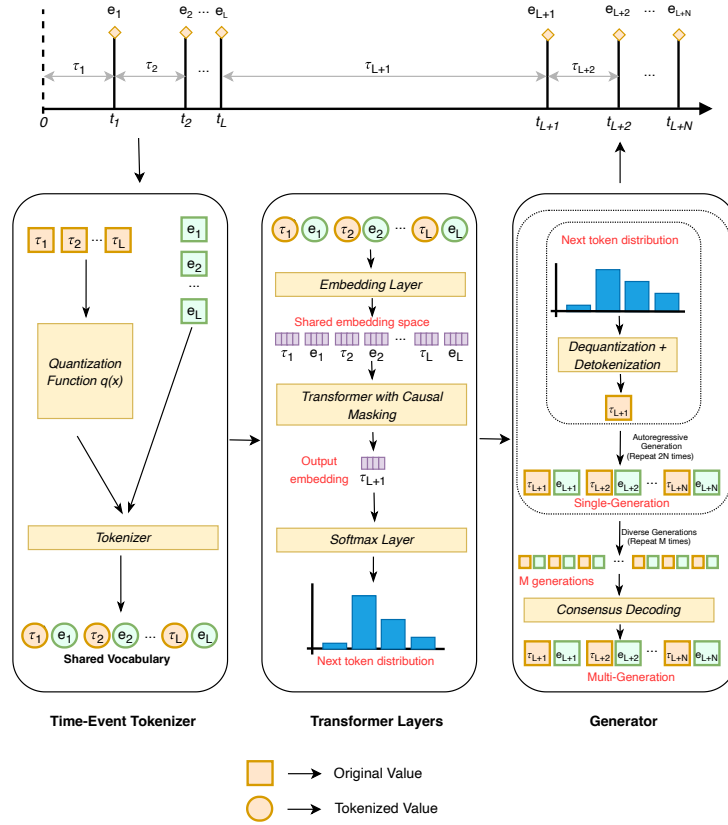 e1 e2 ... eL eL+1 eL+2 ... eL+N
τ1 τ2 ... τL+1 τL+2 ...
0 t1 t2 tL tL+1 tL+2 tL+N
τ1 τ2 ... τL
e1
e2
...
eL
Quantization
Function q(x)
Tokenizer
τ1 e1 τ2 e2 ... τL eL
Shared Vocabulary
Time-Event Tokenizer
τ1 e1 τ2 e2 ... τL eL
Embedding Layer
Shared embedding space
...
τ1 e1 τ2 e2 τL eL
Transformer with Causal
Masking
Output
embedding
τL+1
Softmax Layer
Next token distribution
Transformer Layers
Next token distribution
Dequantization +
Detokenization
τL+1
Autoregressive
Generation
(Repeat 2N times)
τL+1 eL+1 τL+2 eL+2 ... τL+N eL+N
Single-Generation
Diverse Generations
(Repeat M times)
...
M generations
Consensus Decoding
τL+1 eL+1 τL+2 eL+2 ... τL+N eL+N
Multi-Generation
Generator
Original Value
Tokenized Value